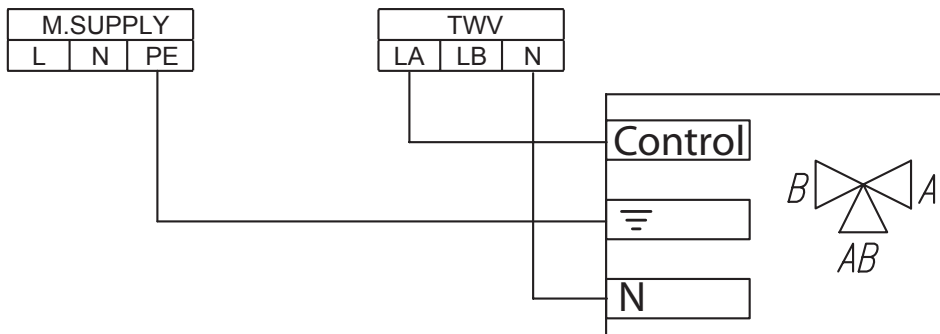 M.SUPPLY
L N PE
TWV
LA LB N
Control
N
B A
AB